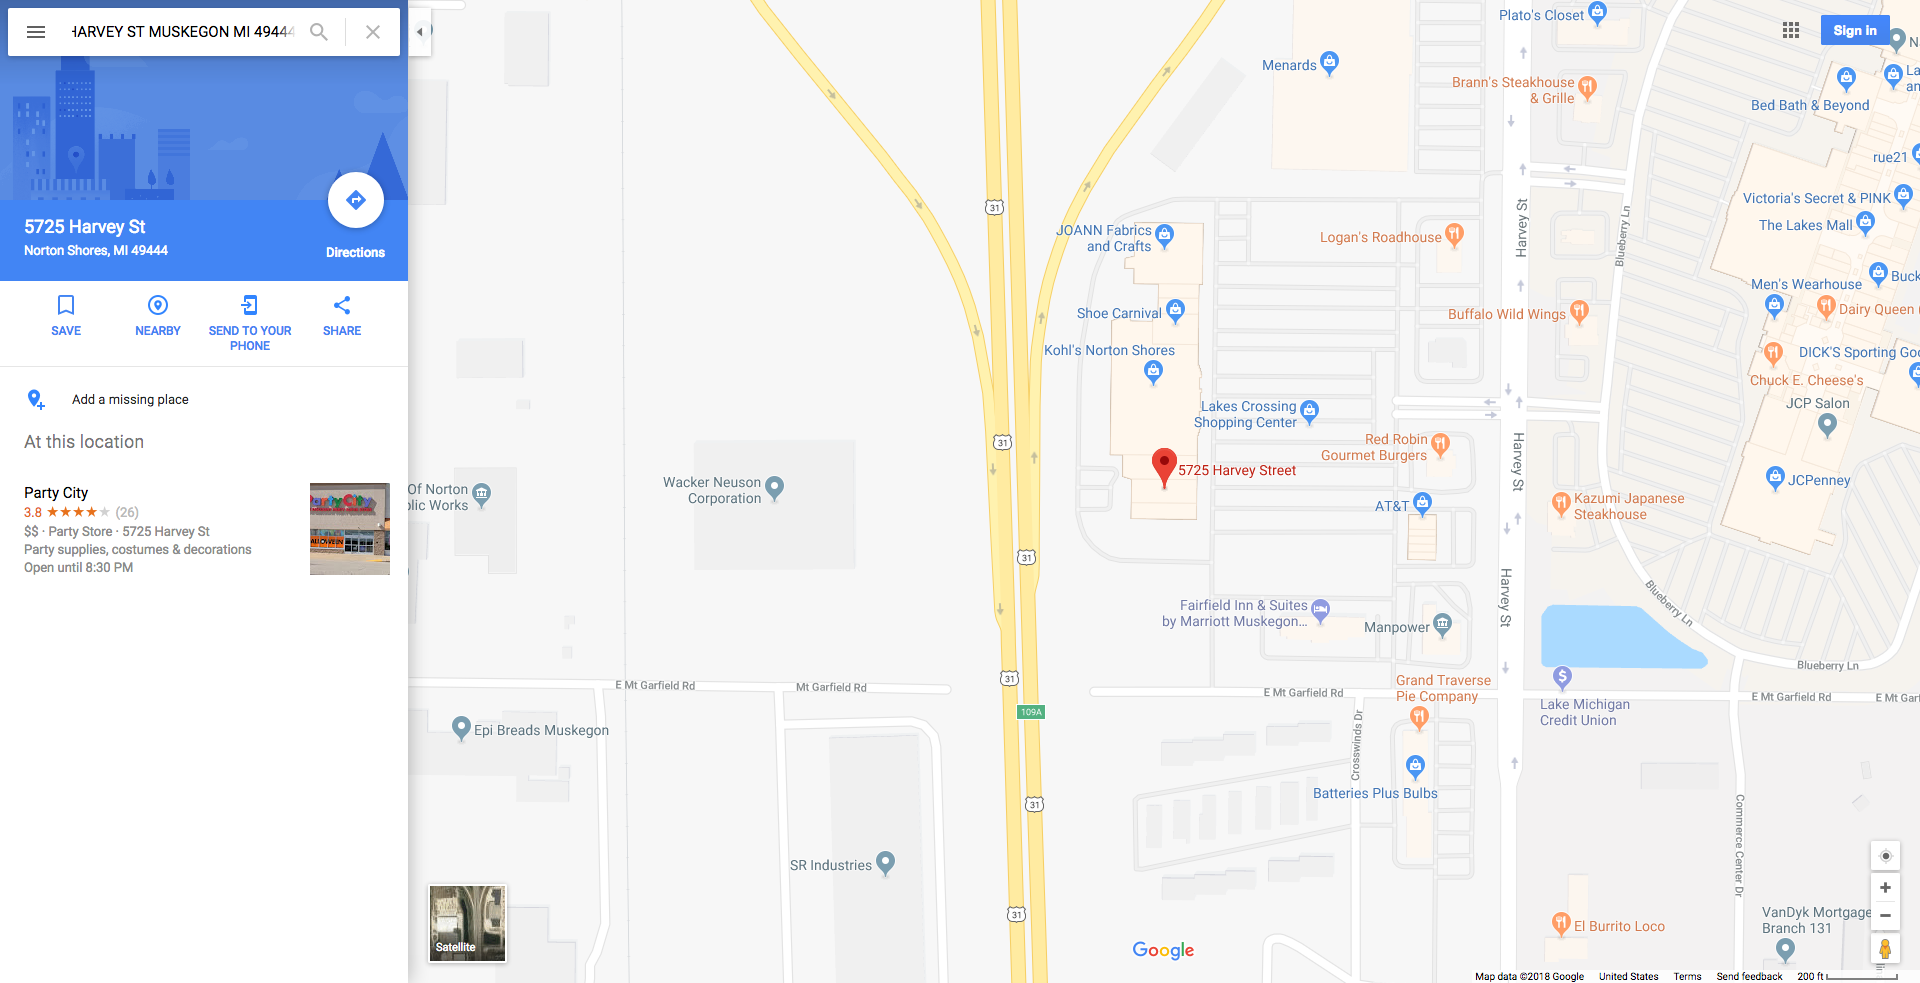 HARVEY ST MUSKEGON MI 49444
5725 Harvey St
Norton Shores, MI 49444
Directions
SAVE
NEARBY
SEND TO YOUR
PHONE
SHARE
Add a missing place
At this location
Party City
3.8 ★★★★★ (26)
$$ · Party Store · 5725 Harvey St
Party supplies, costumes & decorations
Open until 8:30 PM
Party City
Satellite
Sign in
Plato's Closet
Menards
Brann's Steakhouse
& Grille
Bed Bath & Beyond
La
an
N
rue21
Victoria's Secret & PINK
The Lakes Mall
Men's Wearhouse
Buck
Dairy Queen (
DICK'S Sporting Goo
Chuck E. Cheese's
JCP Salon
JCPenney
JOANN Fabrics
and Crafts
Logan's Roadhouse
Harvey St
Blueberry Ln
Shoe Carnival
Buffalo Wild Wings
Kohl's Norton Shores
Lakes Crossing
Shopping Center
Red Robin
Gourmet Burgers
5725 Harvey Street
Harvey St
AT&T
Kazumi Japanese
Steakhouse
Of Norton
blic Works
Wacker Neuson
Corporation
31
31
31
31
31
31
109A
Fairfield Inn & Suites
by Marriott Muskegon...
Manpower
Harvey St
Blueberry Ln
Blueberry Ln
E Mt Garfield Rd
Mt Garfield Rd
E Mt Garfield Rd
E Mt Garfield Rd
E Mt Garf
Grand Traverse
Pie Company
Lake Michigan
Credit Union
Epi Breads Muskegon
Crosswinds Dr
Batteries Plus Bulbs
Commerce Center Dr
SR Industries
El Burrito Loco
VanDyk Mortgage
Branch 131
Google
Map data ©2018 Google
United States
Terms
Send feedback
200 ft